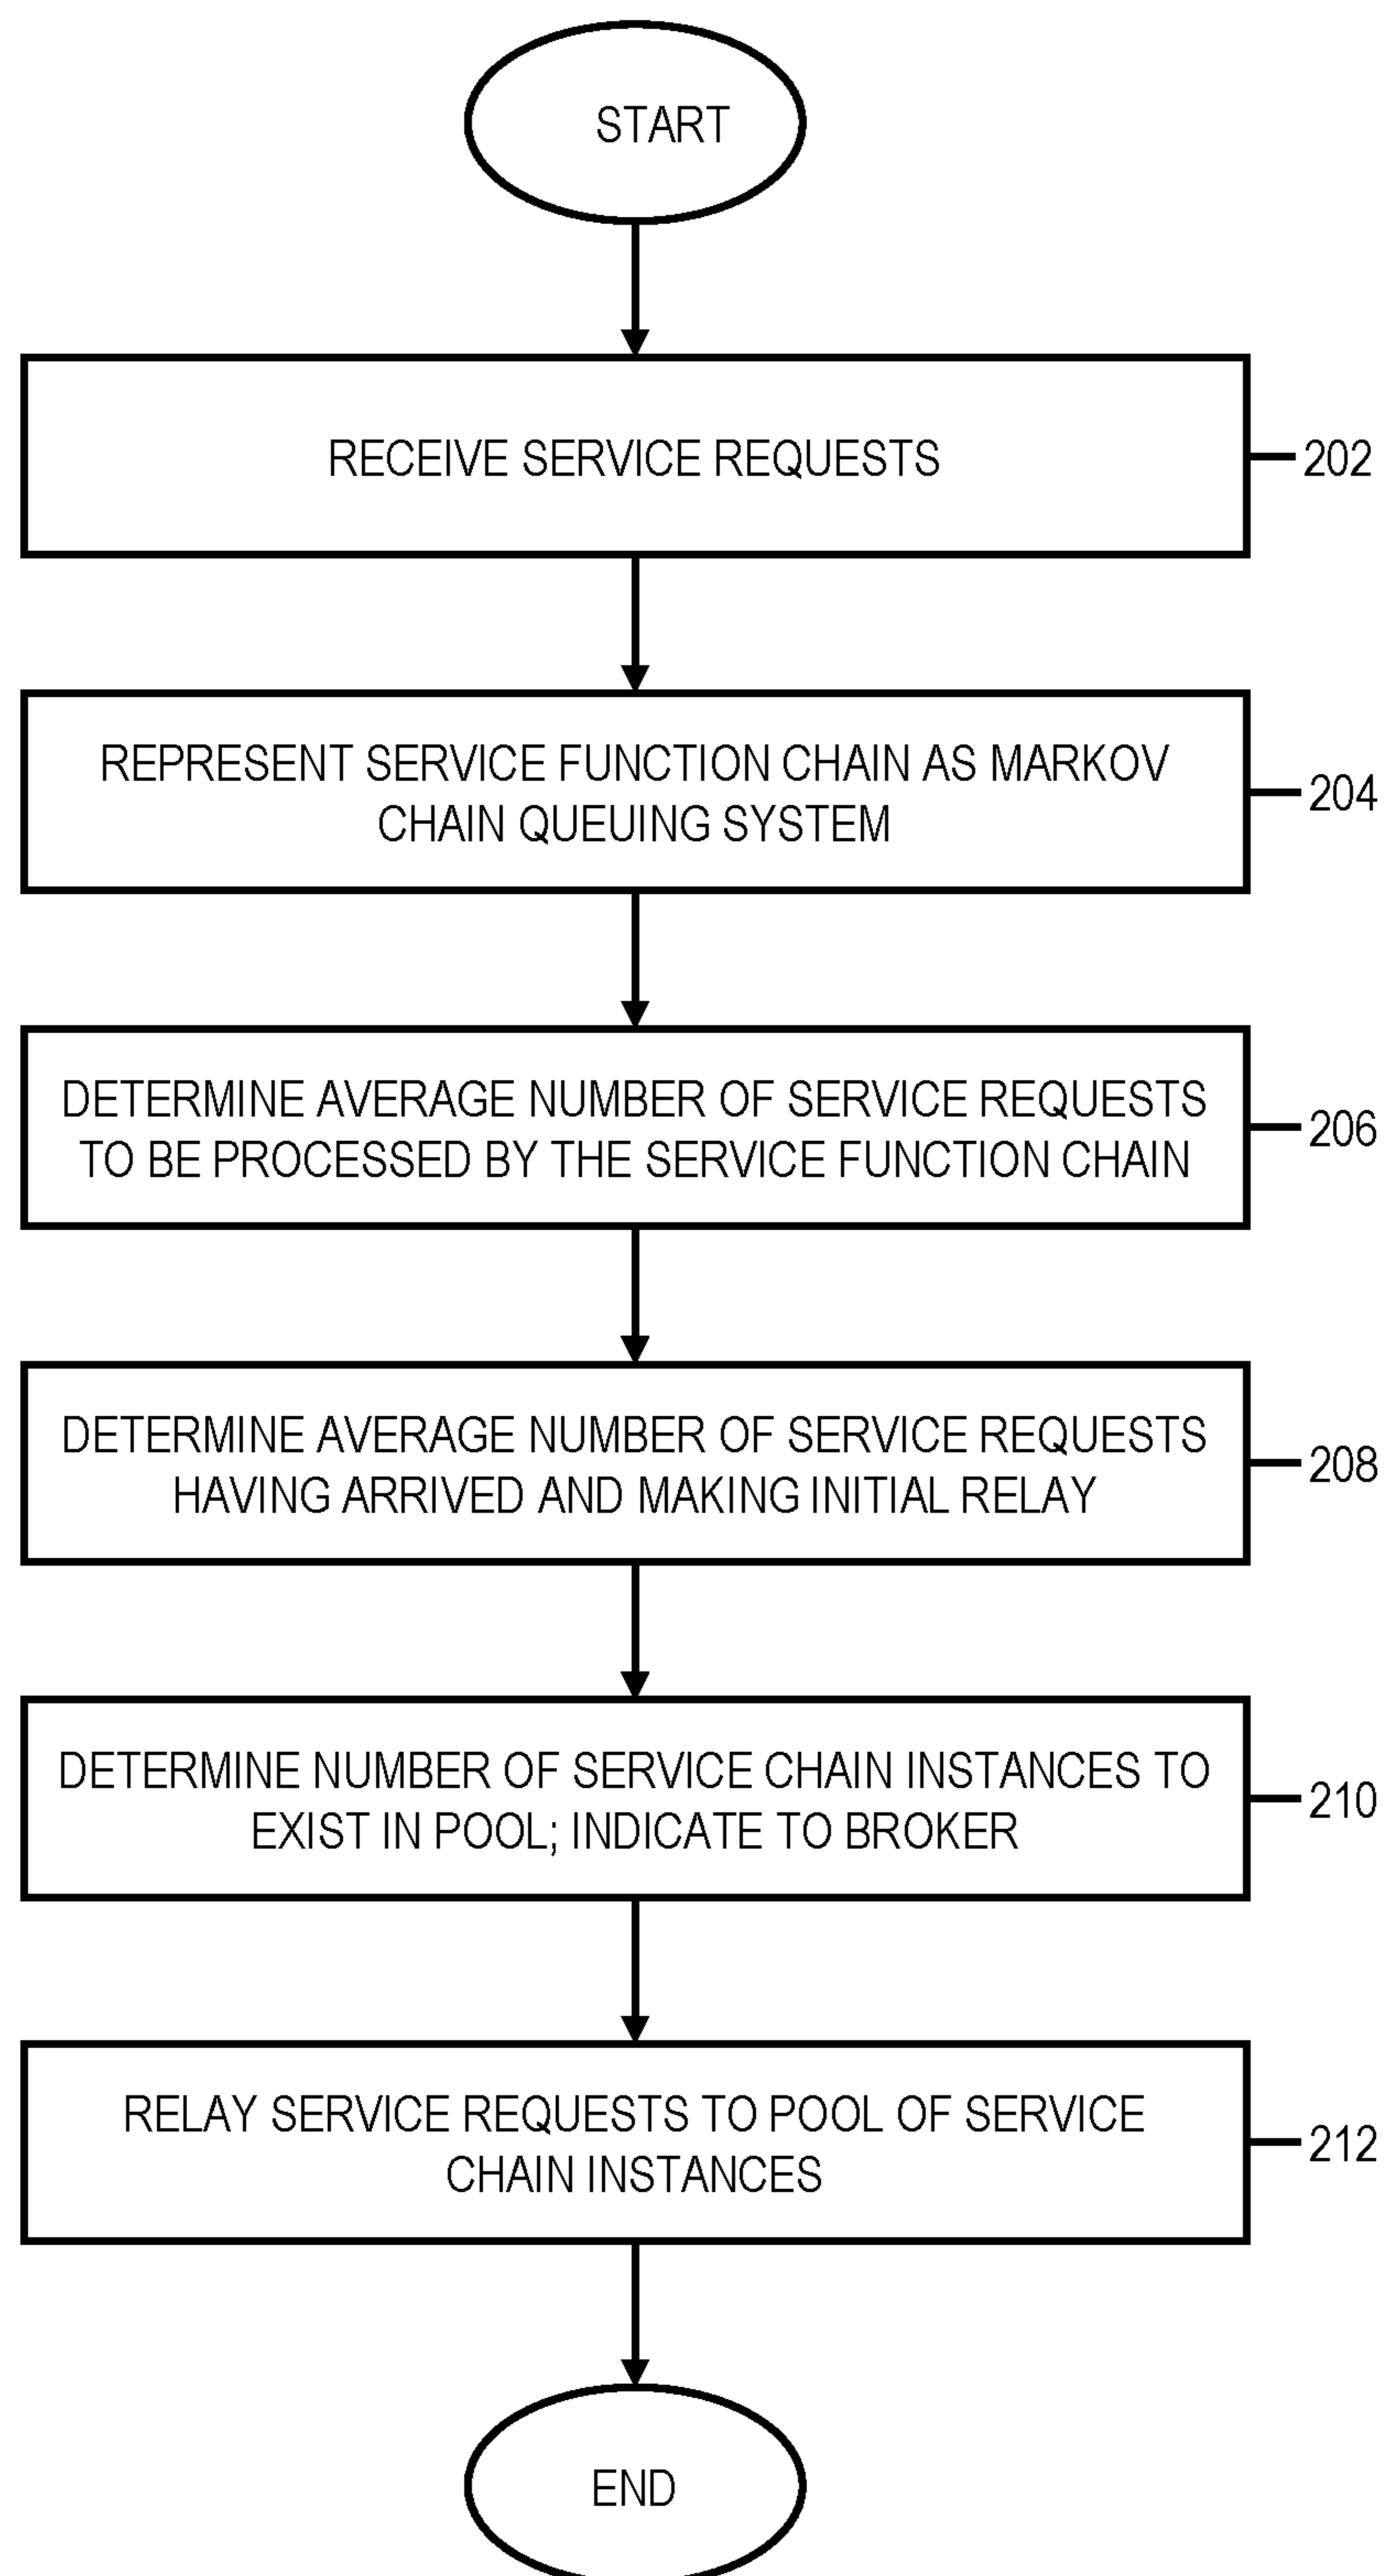 START
RECEIVE SERVICE REQUESTS
202
REPRESENT SERVICE FUNCTION CHAIN AS MARKOV
CHAIN QUEUING SYSTEM
204
DETERMINE AVERAGE NUMBER OF SERVICE REQUESTS
TO BE PROCESSED BY THE SERVICE FUNCTION CHAIN
206
DETERMINE AVERAGE NUMBER OF SERVICE REQUESTS
HAVING ARRIVED AND MAKING INITIAL RELAY
208
DETERMINE NUMBER OF SERVICE CHAIN INSTANCES TO
EXIST IN POOL; INDICATE TO BROKER
210
RELAY SERVICE REQUESTS TO POOL OF SERVICE
CHAIN INSTANCES
212
END